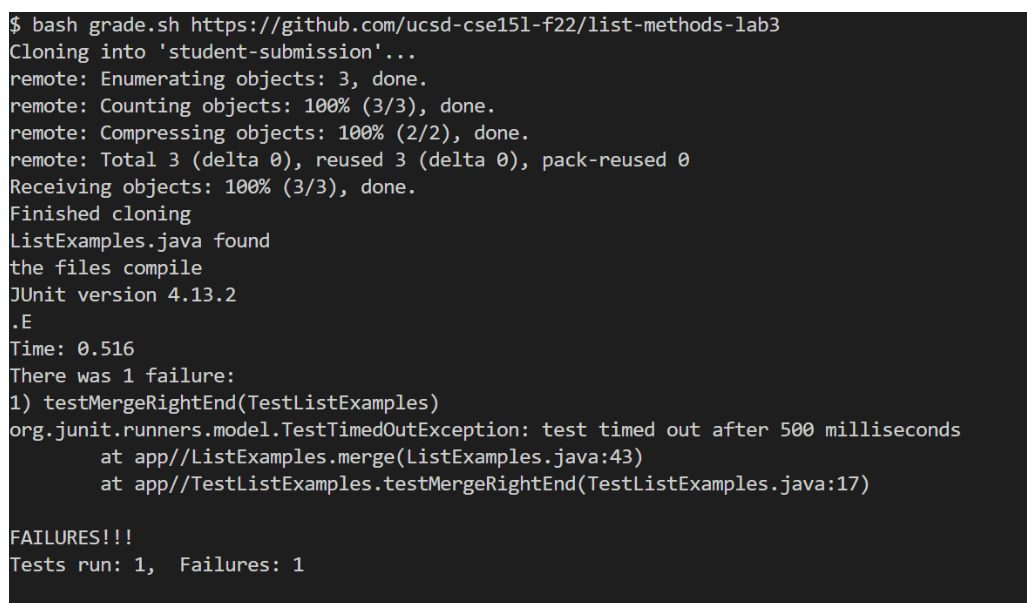 $ bash grade.sh https://github.com/ucsd-cse15l-f22/list-methods-lab3
Cloning into 'student-submission'...
remote: Enumerating objects: 3, done.
remote: Counting objects: 100% (3/3), done.
remote: Compressing objects: 100% (2/2), done.
remote: Total 3 (delta 0), reused 3 (delta 0), pack-reused 0
Receiving objects: 100% (3/3), done.
Finished cloning
ListExamples.java found
the files compile
JUnit version 4.13.2
.E
Time: 0.516
There was 1 failure:
1) testMergeRightEnd(TestListExamples)
org.junit.runners.model.TestTimedOutException: test timed out after 500 milliseconds
        at app//ListExamples.merge(ListExamples.java:43)
        at app//TestListExamples.testMergeRightEnd(TestListExamples.java:17)
FAILURES!!!
Tests run: 1,  Failures: 1